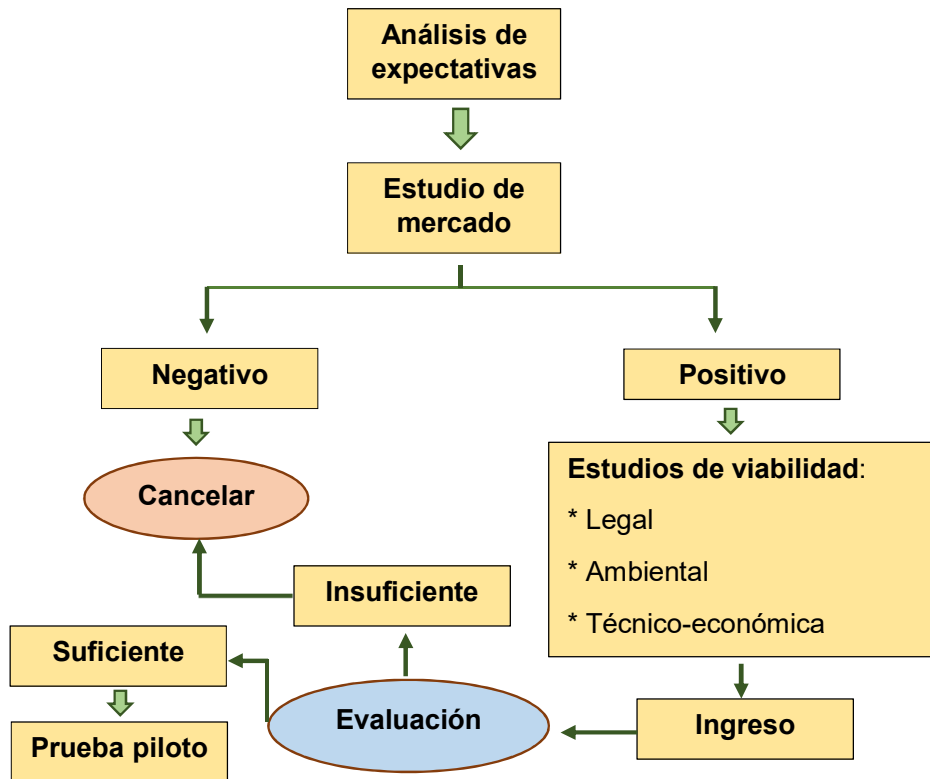 Análisis de
expectativas
Estudio de
mercado
Negativo
Positivo
Cancelar
Estudios de viabilidad:
* Legal
* Ambiental
* Técnico-económica
Insuficiente
Suficiente
Evaluación
Ingreso
Prueba piloto